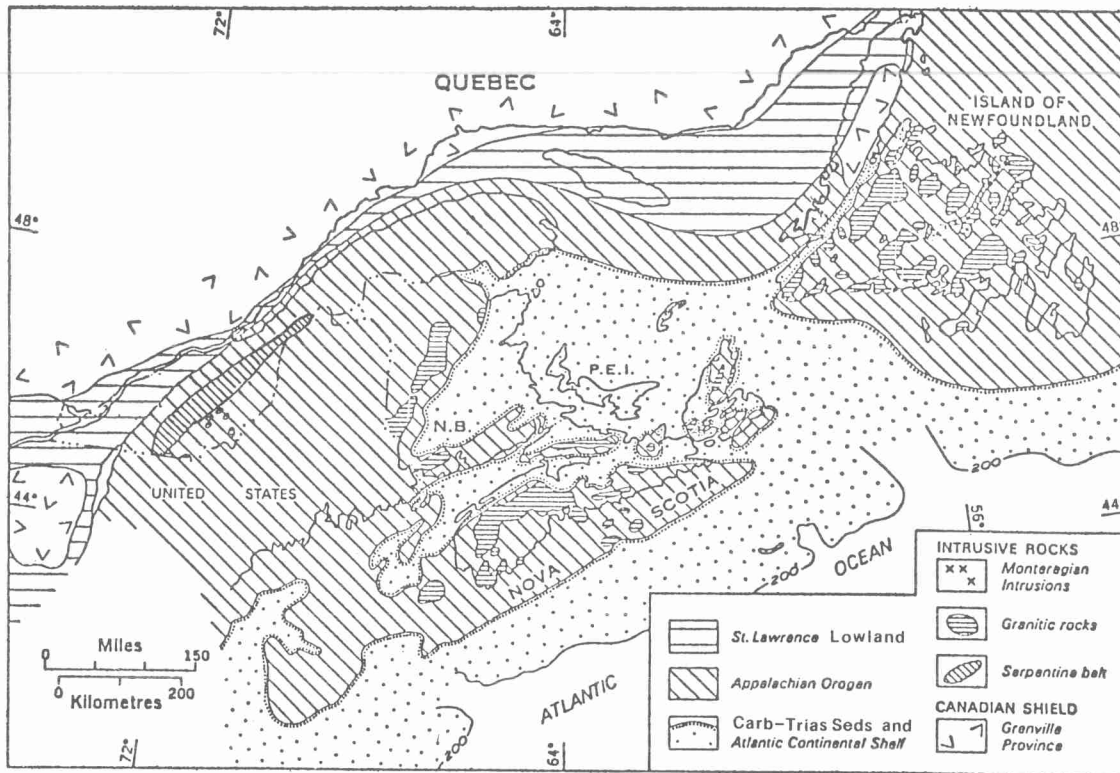 72°
64°
QUEBEC
ISLAND OF
NEWFOUNDLAND
48°
48
P.E.I.
N.B.
UNITED STATES
44°
NOVA SCOTIA
200
56°
44
200
OCEAN
ATLANTIC
200
Miles
0 150
0 200
Kilometres
72°
64°
St. Lawrence Lowland
Appalachian Orogen
Carb-Trias Seds and
Atlantic Continental Shelf
INTRUSIVE ROCKS
Monteregian
Intrusions
Granitic rocks
Serpentine belt
CANADIAN SHIELD
Grenville
Province